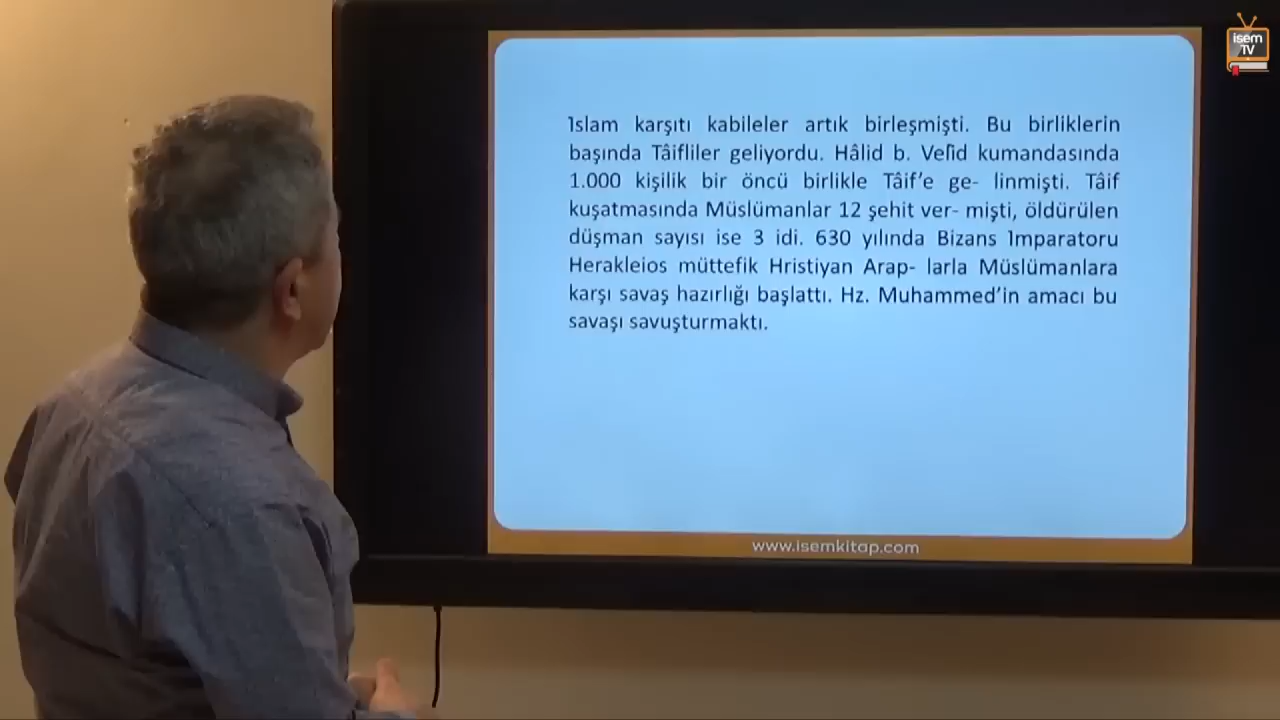 isem
TV
Islam karşıtı kabileler artık birleşmişti. Bu birliklerin
başında Tâifliler geliyordu. Hâlid b. Velîd kumandasında
1.000 kişilik bir öncü birlikle Tâif’e ge- linmişti. Tâif
kuşatmasında Müslümanlar 12 şehit ver- mişti, öldürülen
düşman sayısı ise 3 idi. 630 yılında Bizans Imparatoru
Herakleios müttefik Hristiyan Arap- larla Müslümanlara
karşı savaş hazırlığı başlattı. Hz. Muhammed’in amacı bu
savaşı savuşturmaktı.
www.isemkitap.com